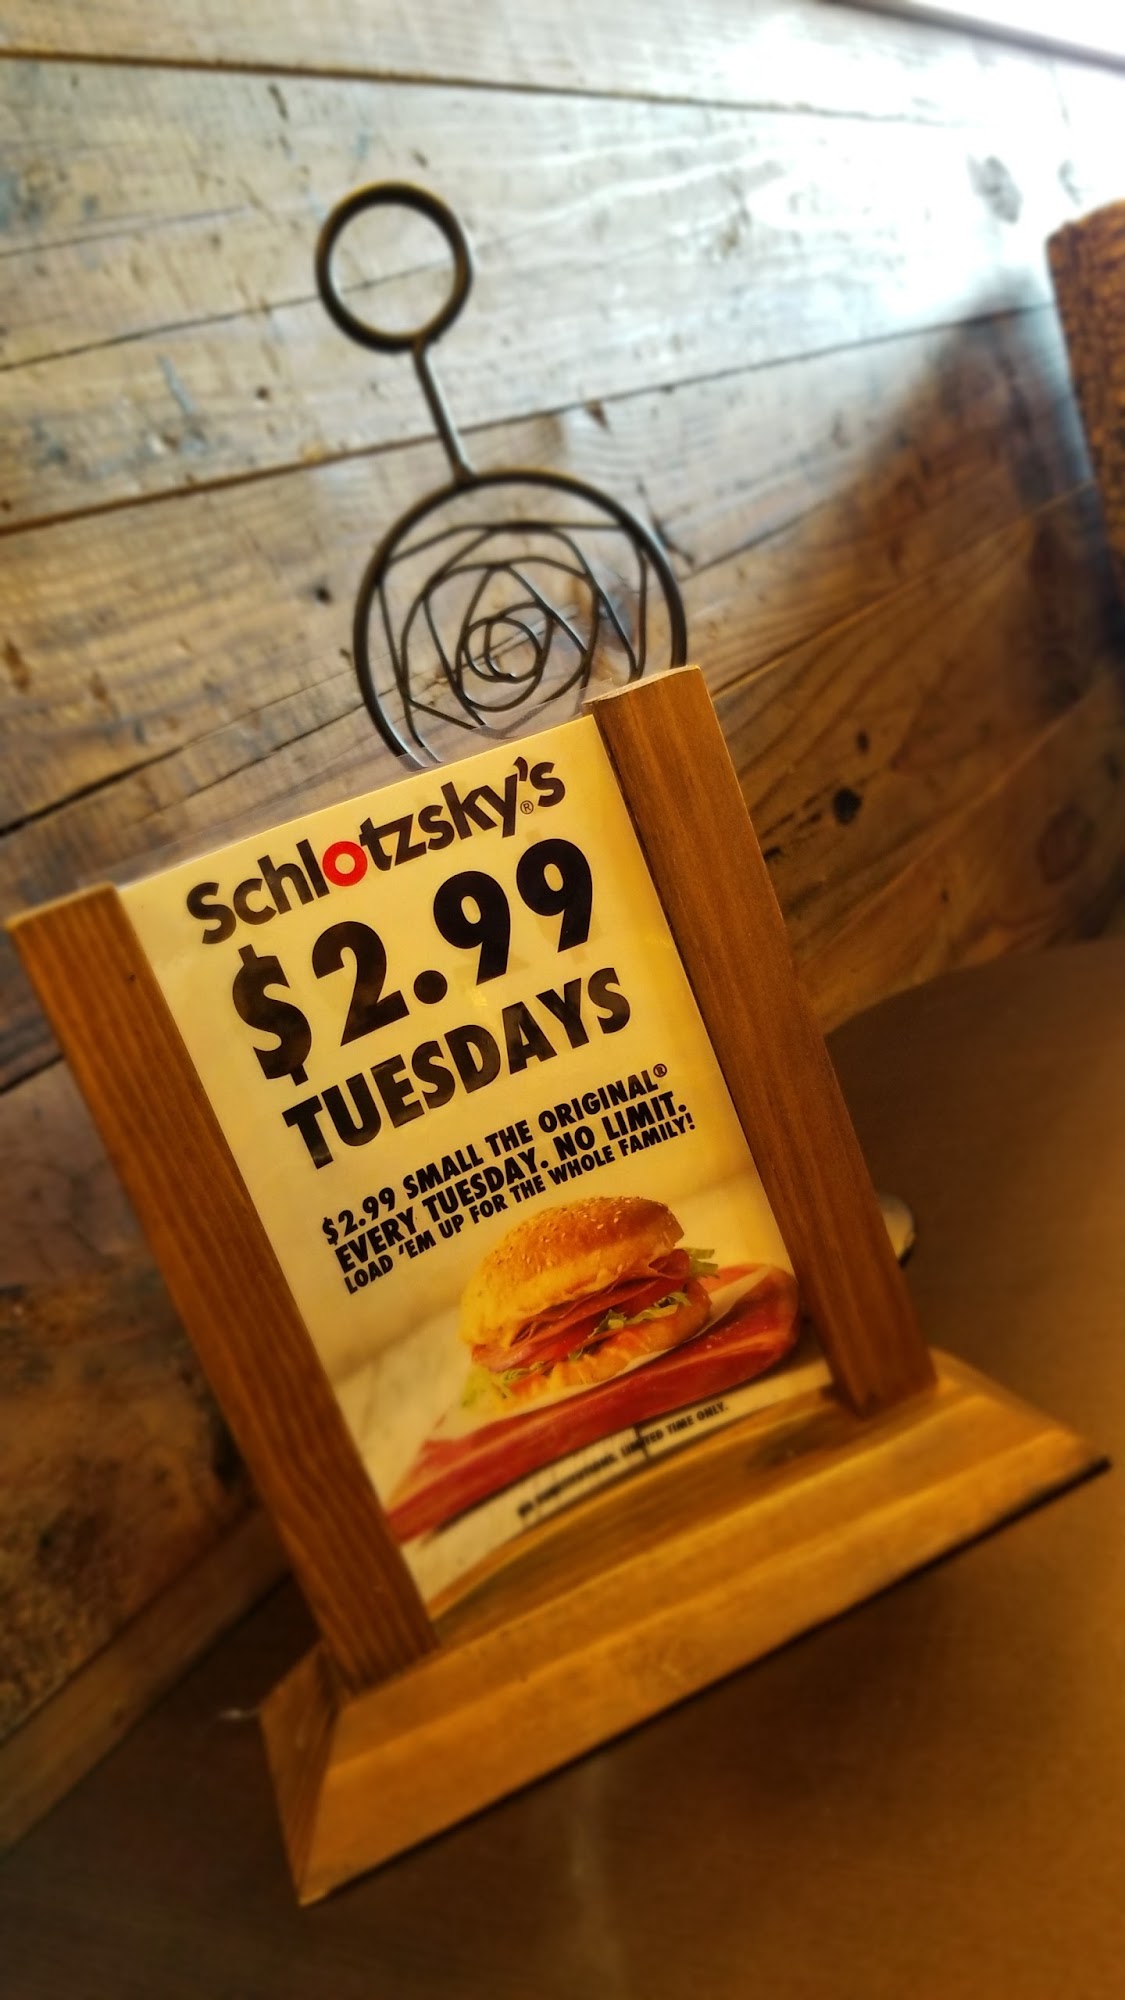 Schlotzsky's®
$2.99
TUESDAYS
$2.99 SMALL THE ORIGINAL®
EVERY TUESDAY. NO LIMIT.
LOAD 'EM UP FOR THE WHOLE FAMILY!
LIMITED TIME ONLY.